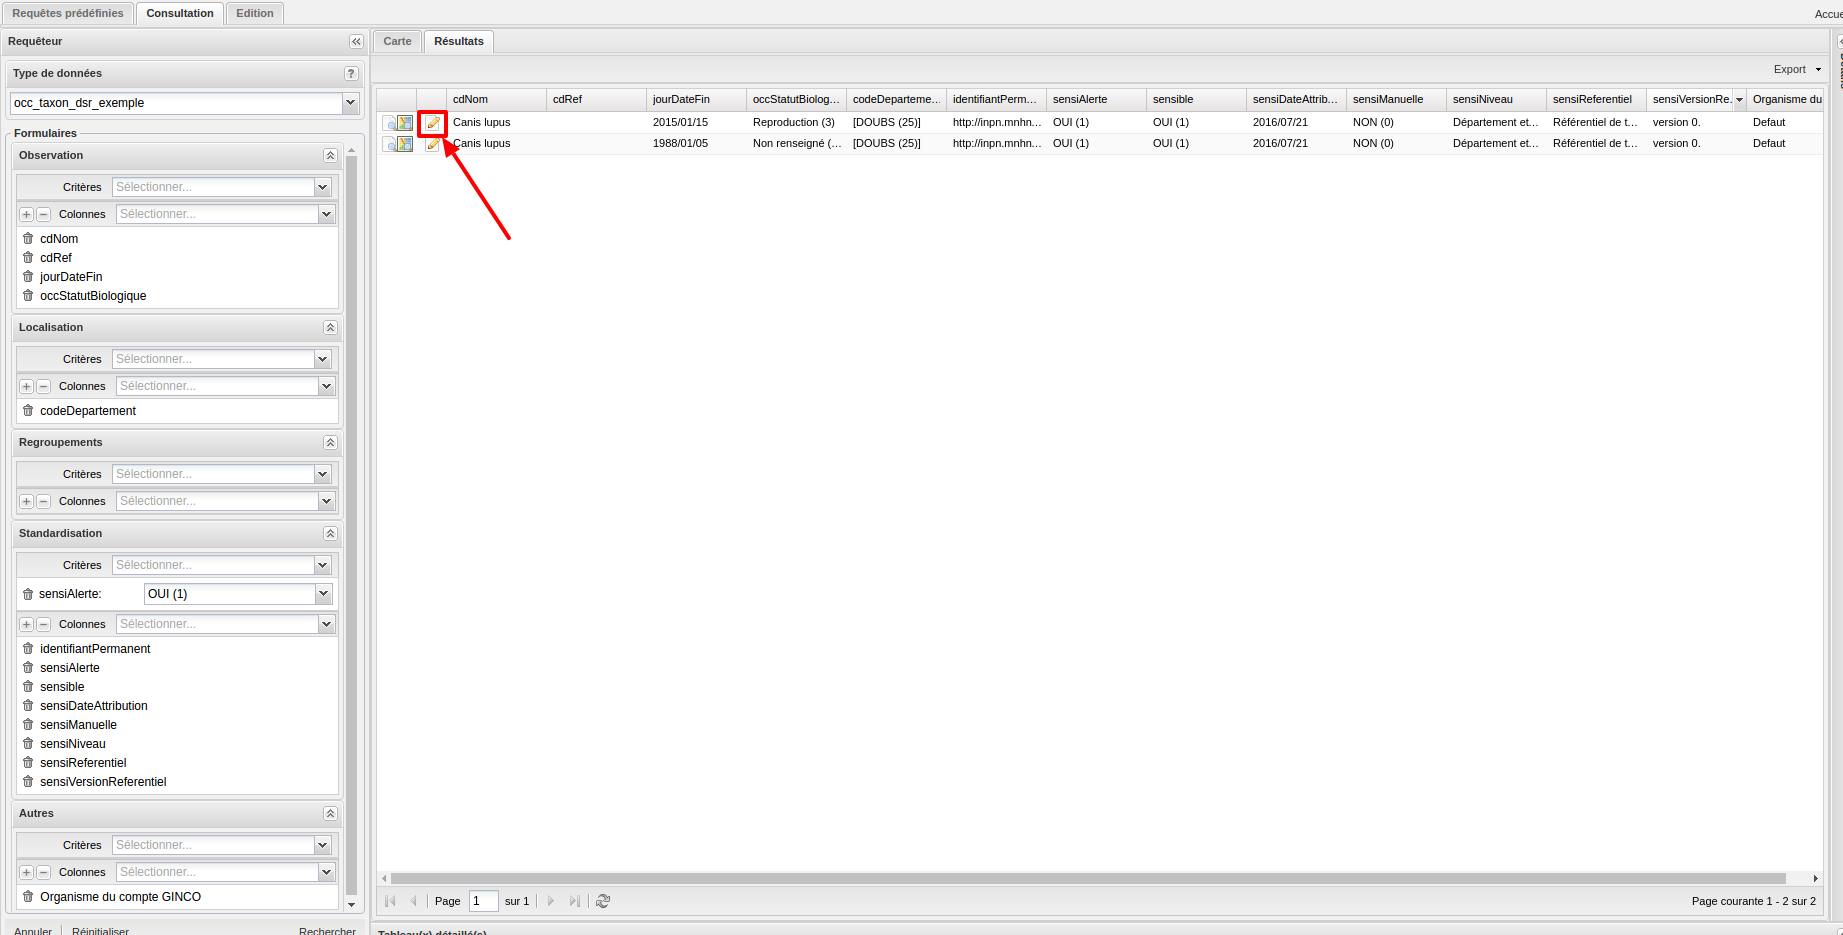 Requêtes prédéfinies Consultation Edition
Requêteur
Type de données ?
occ_taxon_dsr_exemple
Formulaires
Observation
Critères Sélectionner...
Colonnes Sélectionner...
cdNom
cdRef
jourDateFin
occStatutBiologique
Localisation
Critères Sélectionner...
Colonnes Sélectionner...
codeDepartement
Regroupements
Critères Sélectionner...
Colonnes Sélectionner...
Standardisation
Critères Sélectionner...
sensiAlerte: OUI (1)
Colonnes Sélectionner...
identifiantPermanent
sensiAlerte
sensible
sensiDateAttribution
sensiManuelle
sensiNiveau
sensiReferentiel
sensiVersionReferentiel
Autres
Critères Sélectionner...
Colonnes Sélectionner...
Organisme du compte GINCO
Annuler Réinitialiser Rechercher
Accue
Carte Résultats
Export
cdNom cdRef jourDateFin occStatutBiolog... codeDeparteme... identifiantPerm... sensiAlerte sensible sensiDateAttrib... sensiManuelle sensiNiveau sensiReferentiel sensiVersionRe... Organisme du
Canis lupus 2015/01/15 Reproduction (3) [DOUBS (25)] http://inpn.mnhn... OUI (1) OUI (1) 2016/07/21 NON (0) Département et... Référentiel de t... version 0. Defaut
Canis lupus 1988/01/05 Non renseigné (... [DOUBS (25)] http://inpn.mnhn... OUI (1) OUI (1) 2016/07/21 NON (0) Département et... Référentiel de t... version 0. Defaut
Page 1 sur 1 Page courante 1 - 2 sur 2
Tableau(x) détaillé(s)